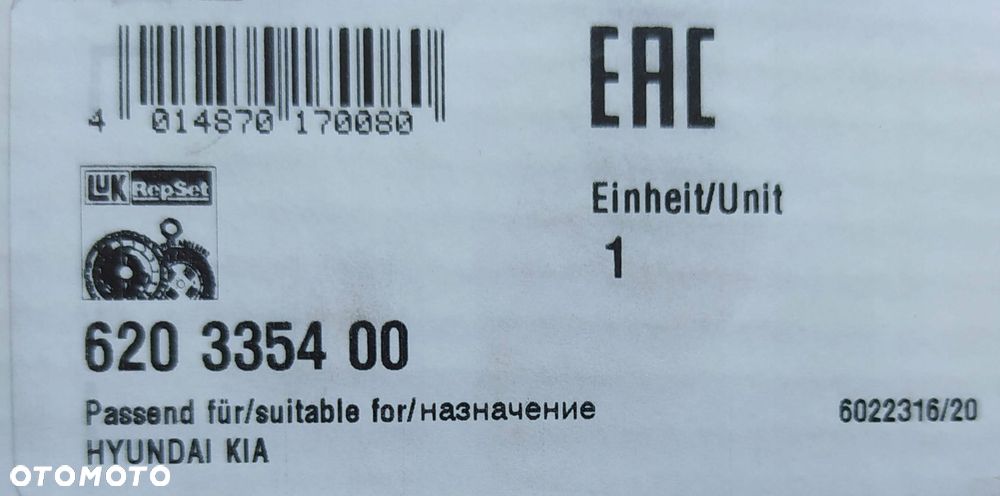 4 014870 170080
EAC
LUK RepSet
Einheit/Unit
1
620 3354 00
Passend für/suitable for/назначение
6022316/20
HYUNDAI KIA
OTOMOTO